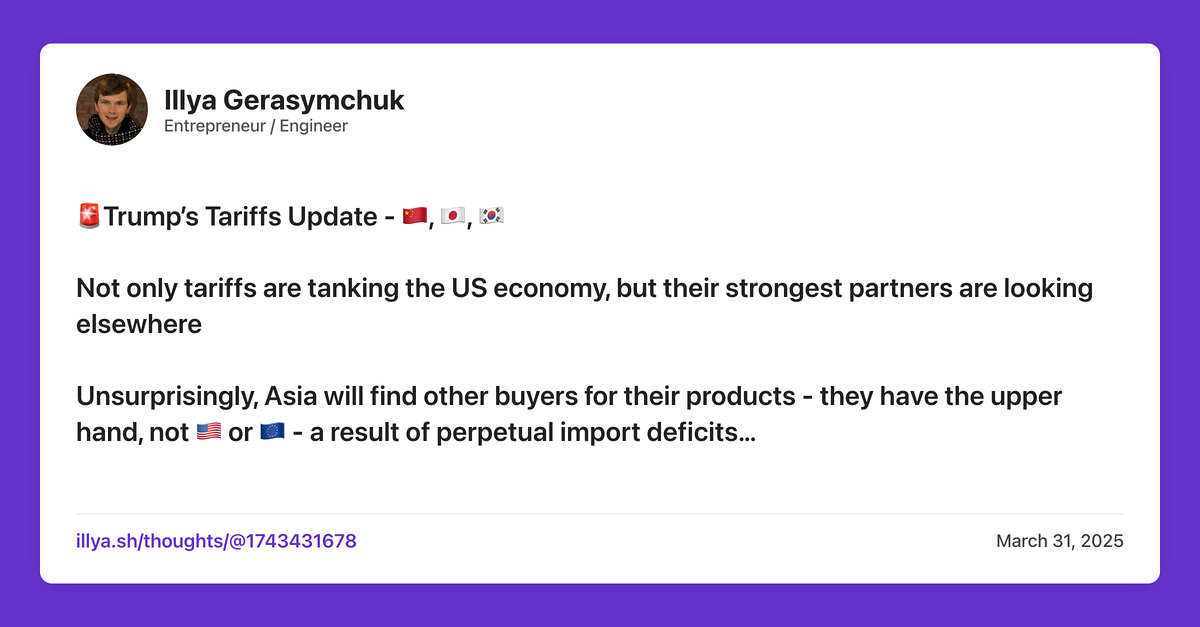 Illya Gerasymchuk
Entrepreneur / Engineer
🚨Trump’s Tariffs Update - 🇨🇳, 🇯🇵, 🇰🇷
Not only tariffs are tanking the US economy, but their strongest partners are looking
elsewhere
Unsurprisingly, Asia will find other buyers for their products - they have the upper
hand, not 🇺🇸 or 🇪🇺 - a result of perpetual import deficits…
illya.sh/thoughts/@1743431678
March 31, 2025